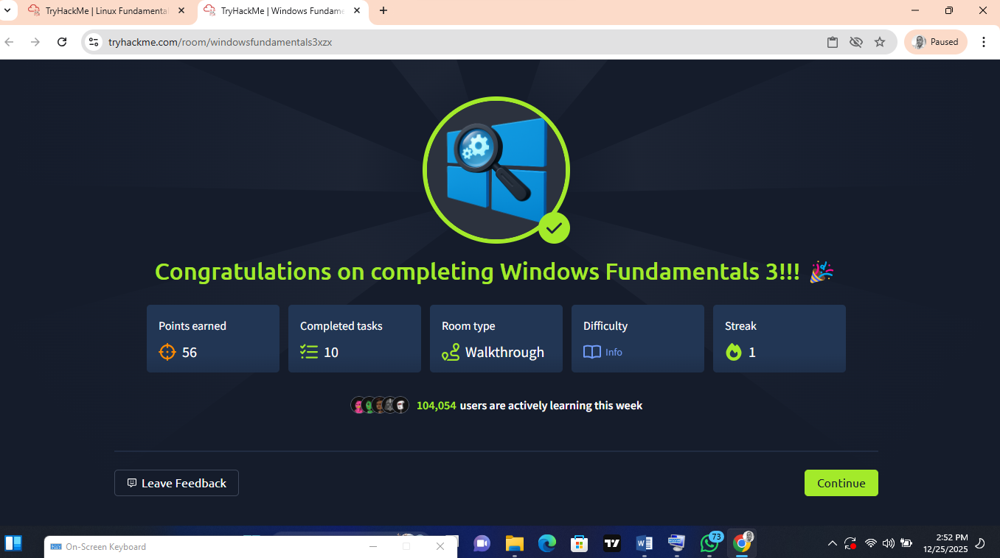 TryHackMe | Linux Fundamental
TryHackMe | Windows Fundame
tryhackme.com/room/windowsfundamentals3xzx
Paused
Congratulations on completing Windows Fundamentals 3!!! 🎉
Points earned
56
Completed tasks
10
Room type
Walkthrough
Difficulty
Info
Streak
1
104,054 users are actively learning this week
Leave Feedback
Continue
On-Screen Keyboard
W
73
2:52 PM
12/25/2025